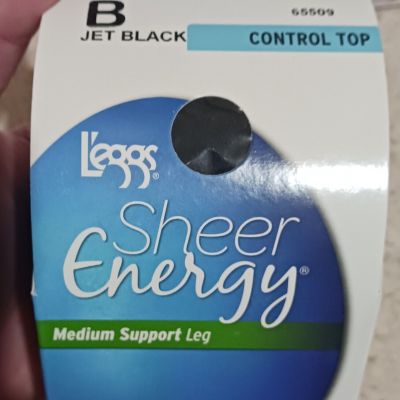 B
65509
JET BLACK
CONTROL TOP
L'eggs®
Sheer
Energy®
Medium Support Leg